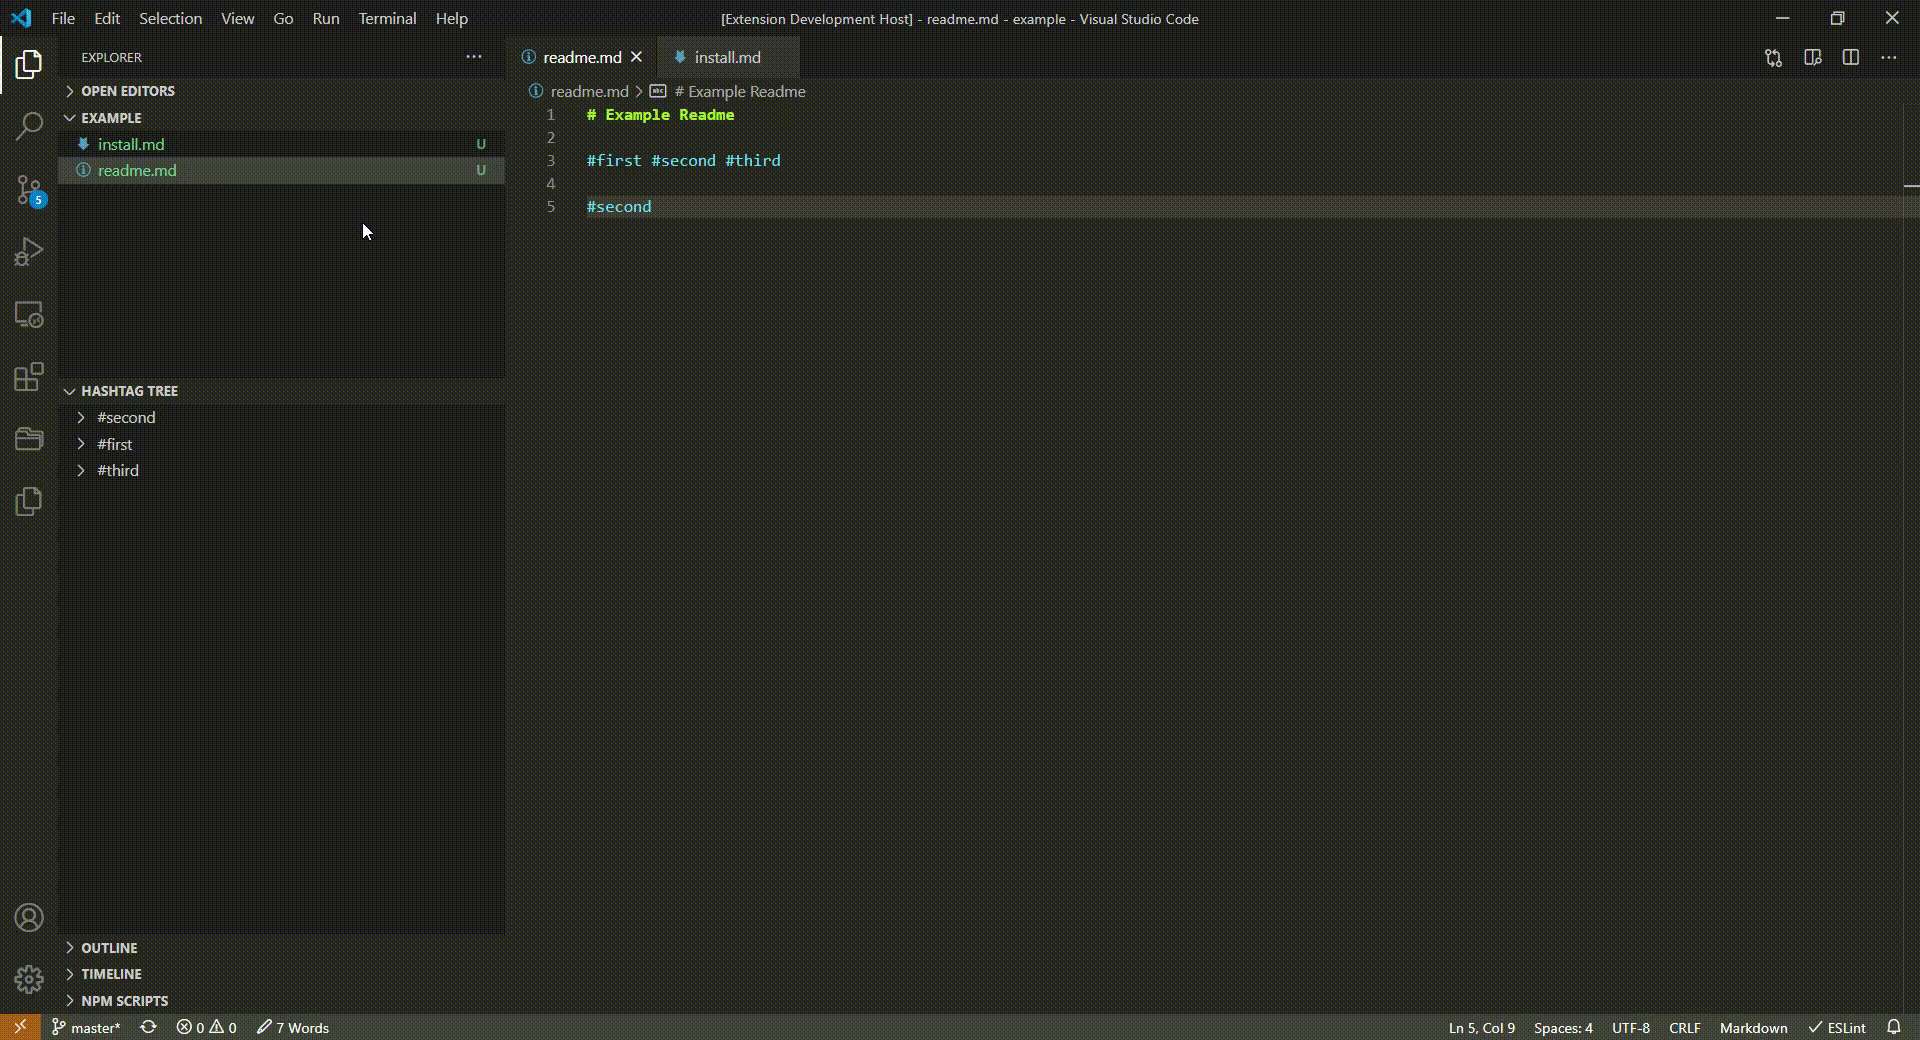 File Edit Selection View Go Run Terminal Help
[Extension Development Host] - readme.md - example - Visual Studio Code
EXPLORER
OPEN EDITORS
EXAMPLE
install.md U
readme.md U
5
HASHTAG TREE
#second
#first
#third
OUTLINE
TIMELINE
NPM SCRIPTS
readme.md install.md
readme.md # Example Readme
1 # Example Readme
2
3 #first #second #third
4
5 #second
master* 0 0 7 Words
Ln 5, Col 9 Spaces: 4 UTF-8 CRLF Markdown ESLint